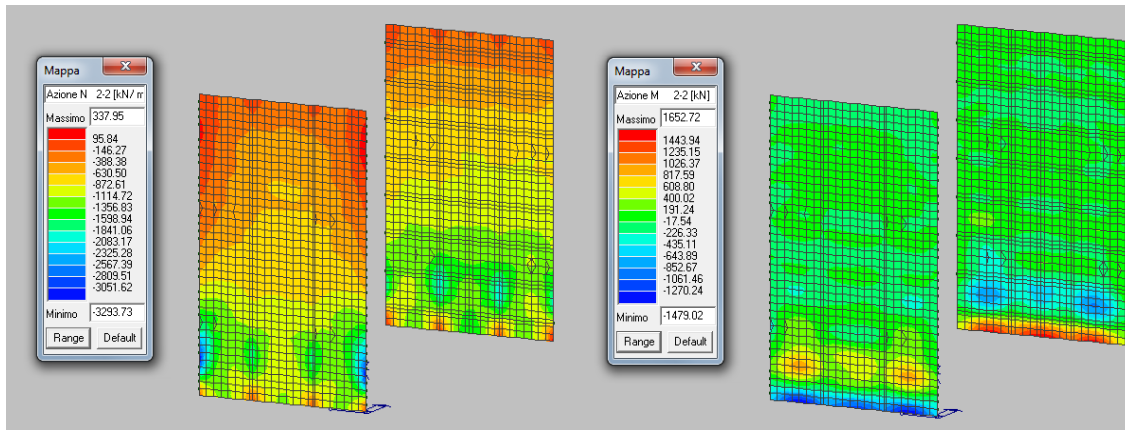 Mappa
Azione N 2-2 [kN/ m
Massimo 337.95
95.84
-146.27
-388.38
-630.50
-872.61
-1114.72
-1356.83
-1598.94
-1841.06
-2083.17
-2325.28
-2567.39
-2809.51
-3051.62
Minimo -3293.73
Range Default
Mappa
Azione M 2-2 [kN]
Massimo 1652.72
1443.94
1235.15
1026.37
817.59
608.80
400.02
191.24
-17.54
-226.33
-435.11
-643.89
-852.67
-1061.46
-1270.24
Minimo -1479.02
Range Default